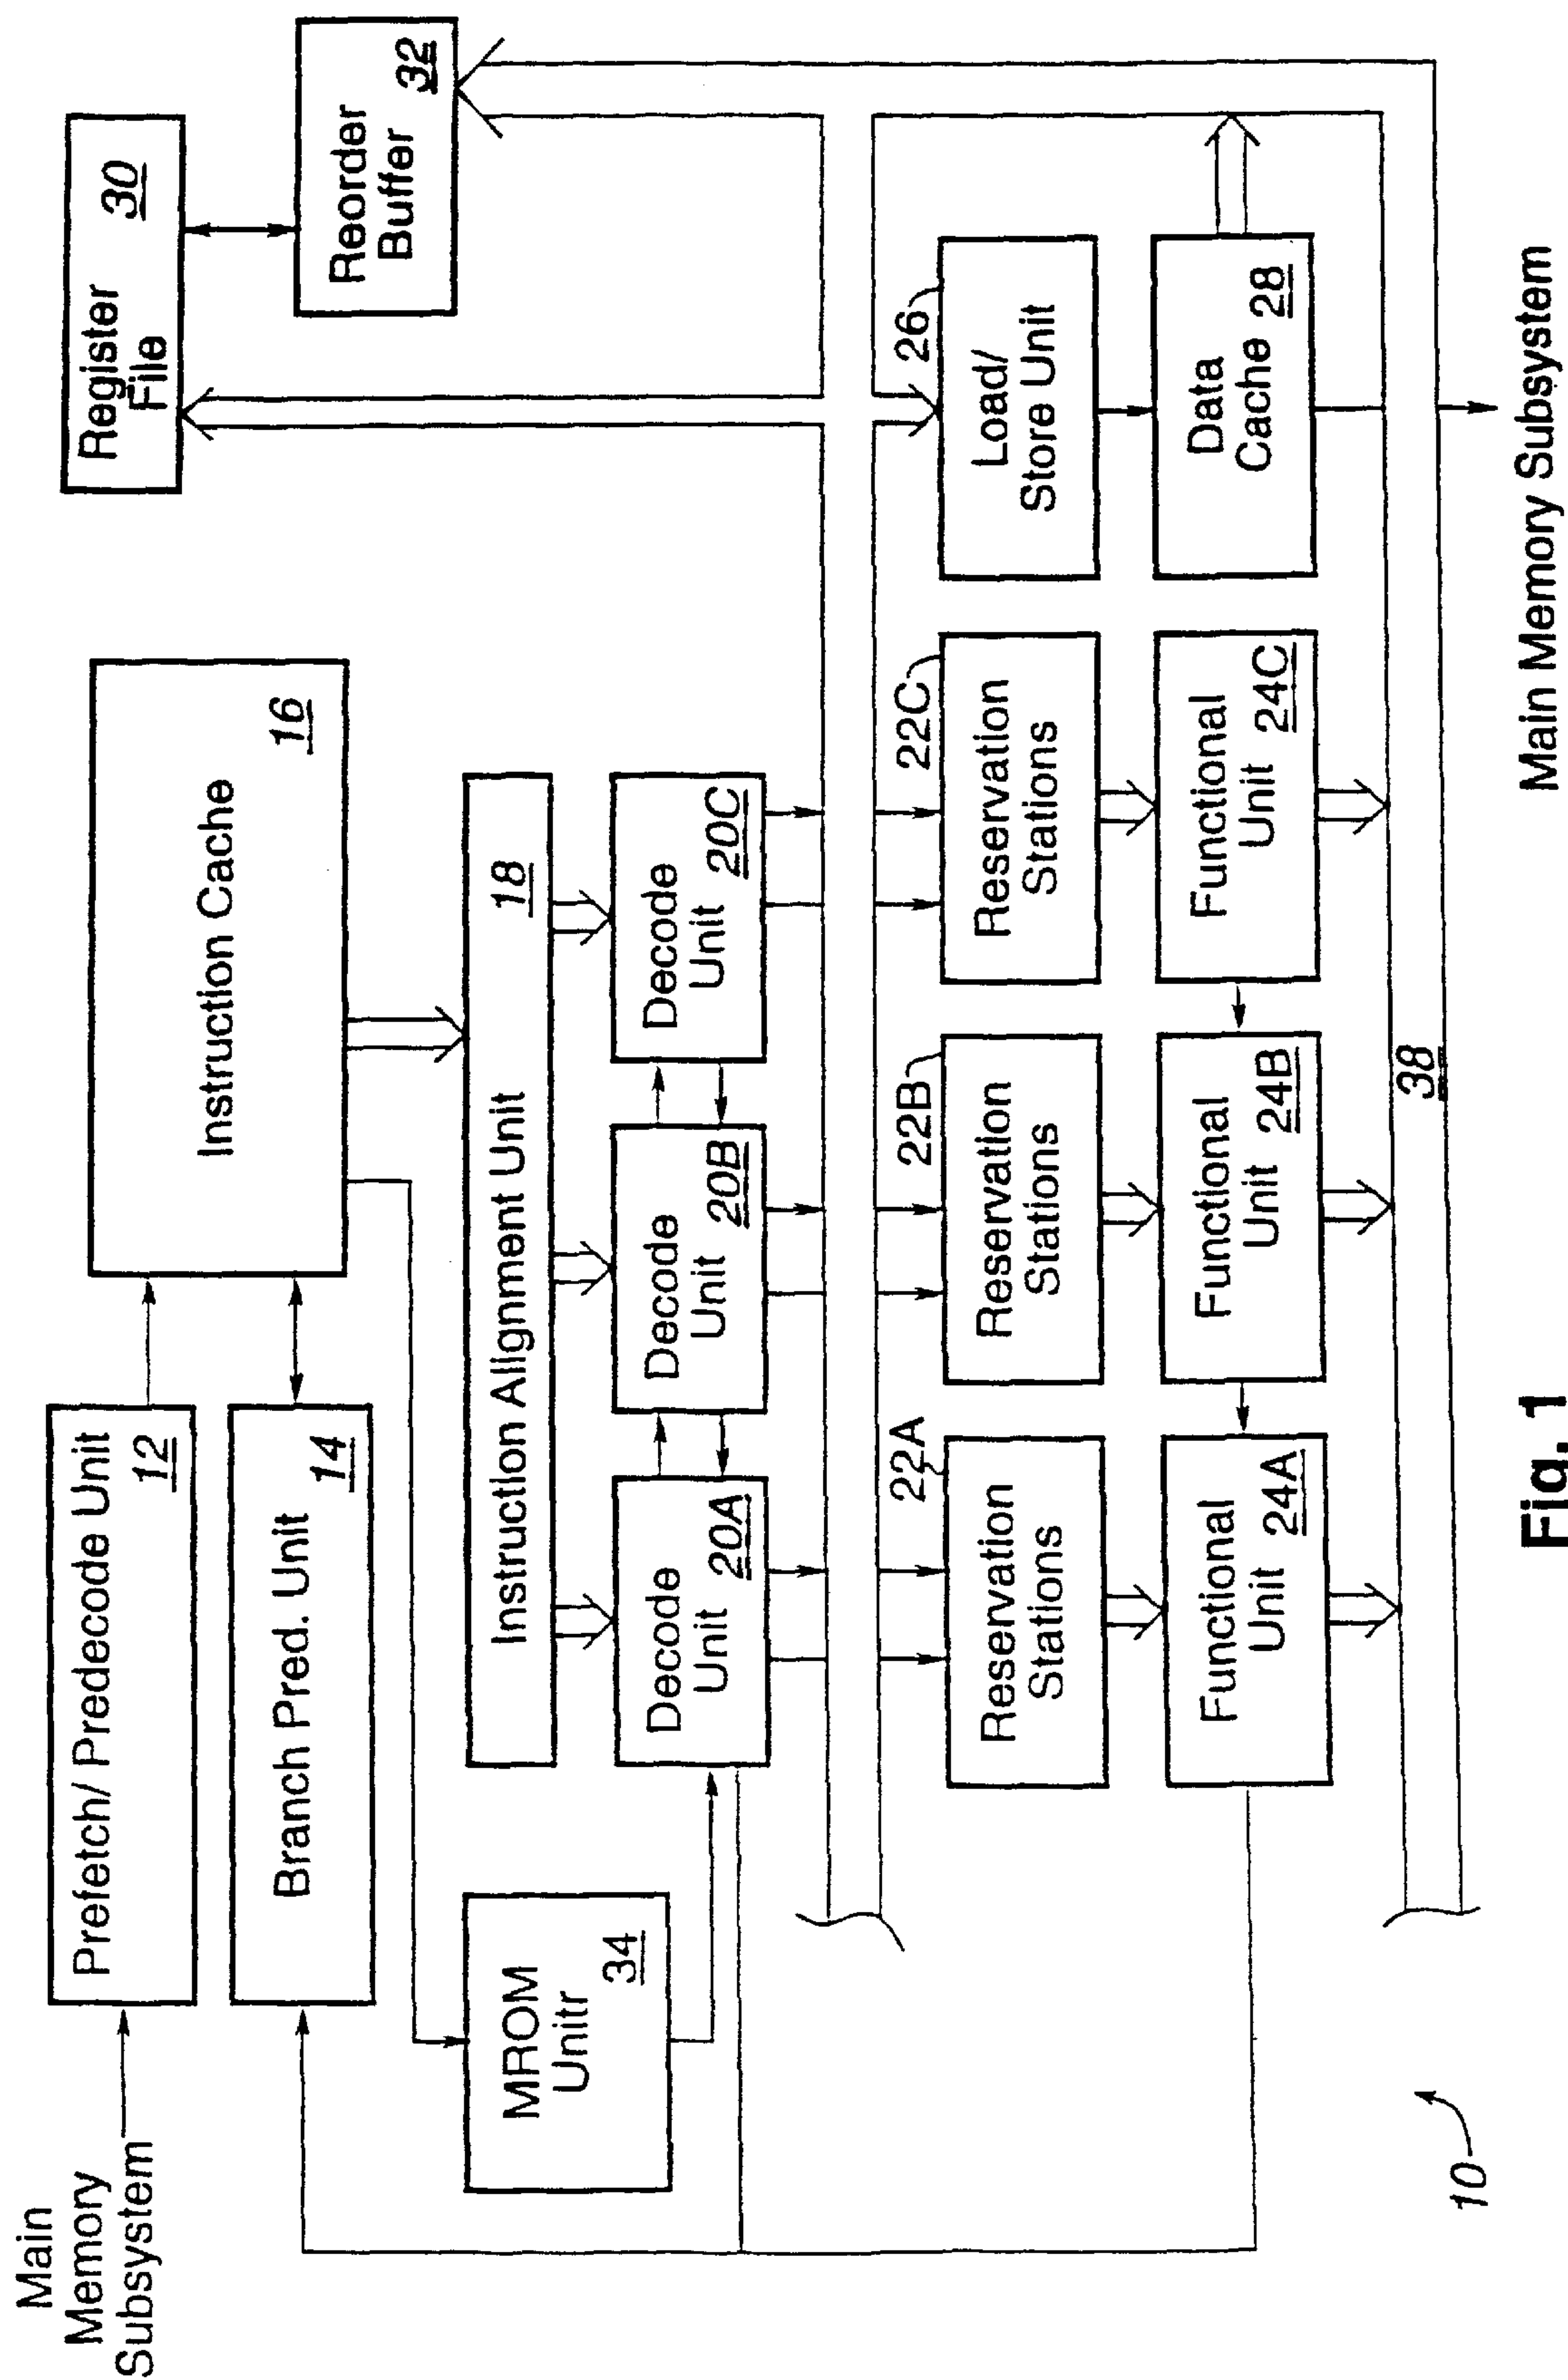 Main
Memory
Subsystem
Prefetch/ Predecode Unit
12
Branch Pred. Unit
14
Instruction Cache
16
Register
File
30
Reorder
Buffer
32
MROM
Unitr
34
Instruction Alignment Unit
18
Decode
Unit 20A
Decode
Unit 20B
Decode
Unit 20C
22A
Reservation
Stations
22B
Reservation
Stations
22C
Reservation
Stations
26
Load/
Store Unit
Functional
Unit 24A
Functional
Unit 24B
Functional
Unit 24C
Data
Cache 28
38
10
Main Memory Subsystem
Fig. 1